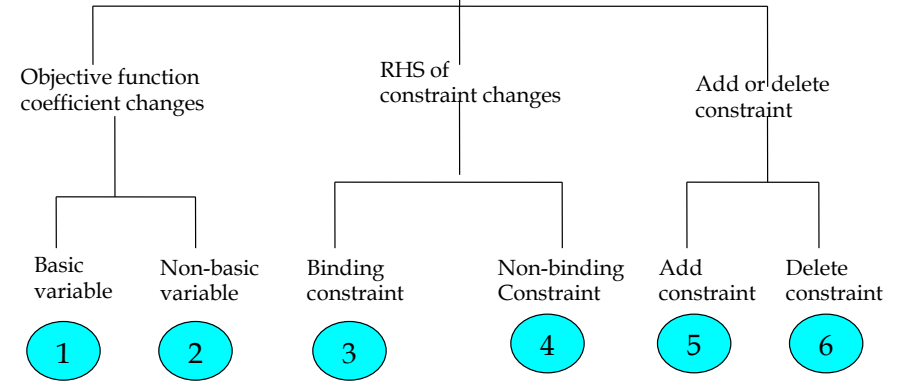 Objective function
coefficient changes
RHS of
constraint changes
Add or delete
constraint
Basic
variable
Non-basic
variable
Binding
constraint
Non-binding
Constraint
Add
constraint
Delete
constraint
1
2
3
4
5
6